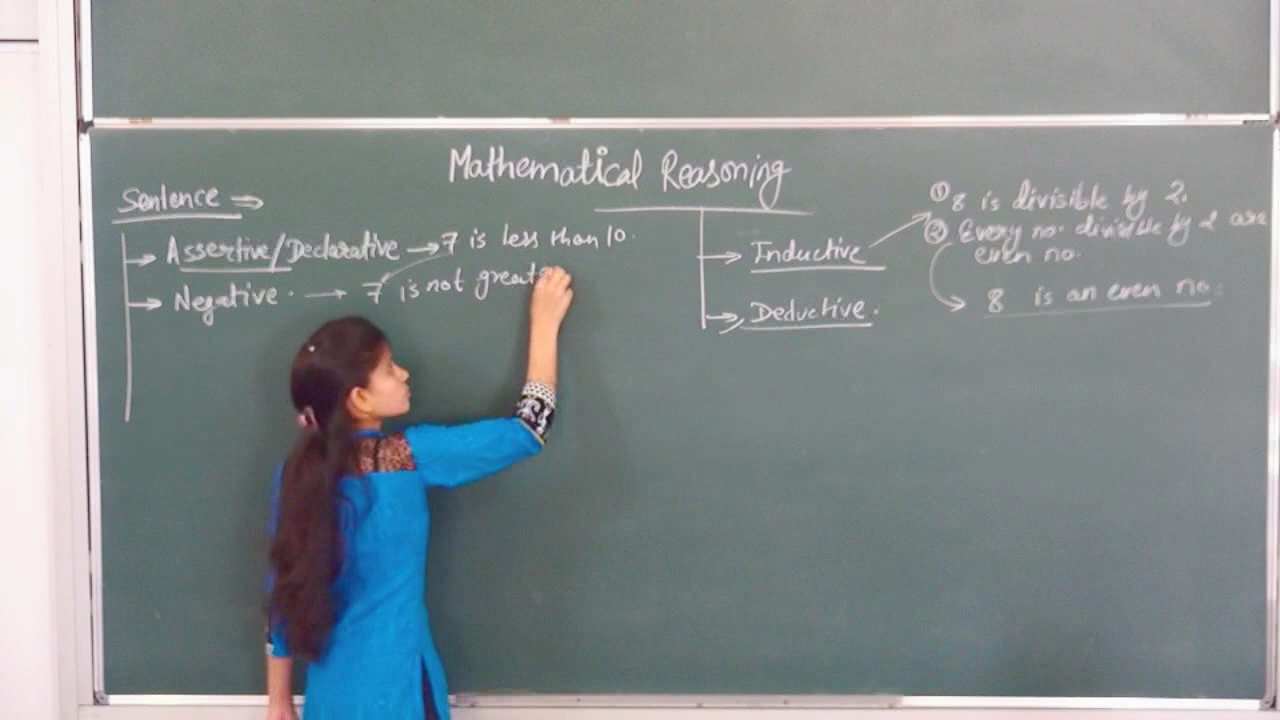 Mathematical Reasoning
Sentence ⇒
→ Assertive/Declarative → 7 is less than 10.
→ Negative. → 7 is not great
→ Inductive
→ Deductive.
① 8 is divisible by 2.
② Every no. divisible by 2 are
even no.
→ 8 is an even no.